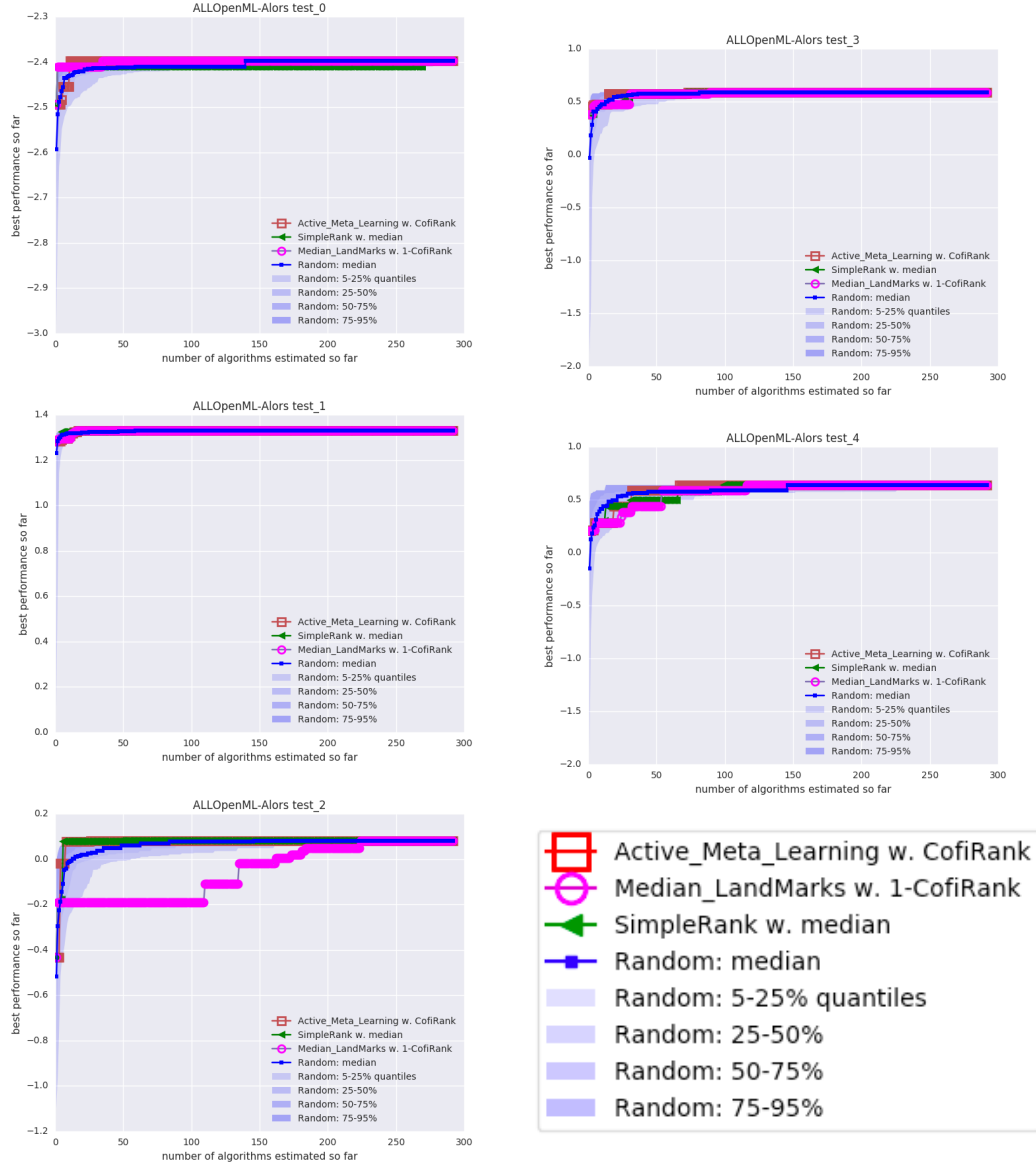 ALLOpenML-Alors test_0
−2.3
−2.4
−2.5
−2.6
−2.7
−2.8
−2.9
−3.0
best performance so far
Active_Meta_Learning w. CofiRank
SimpleRank w. median
Median_LandMarks w. 1-CofiRank
Random: median
Random: 5-25% quantiles
Random: 25-50%
Random: 50-75%
Random: 75-95%
0 50 100 150 200 250 300
number of algorithms estimated so far
ALLOpenML-Alors test_3
1.0
0.5
0.0
−0.5
−1.0
−1.5
−2.0
best performance so far
Active_Meta_Learning w. CofiRank
SimpleRank w. median
Median_LandMarks w. 1-CofiRank
Random: median
Random: 5-25% quantiles
Random: 25-50%
Random: 50-75%
Random: 75-95%
0 50 100 150 200 250 300
number of algorithms estimated so far
ALLOpenML-Alors test_1
1.4
1.2
1.0
0.8
0.6
0.4
0.2
0.0
best performance so far
Active_Meta_Learning w. CofiRank
SimpleRank w. median
Median_LandMarks w. 1-CofiRank
Random: median
Random: 5-25% quantiles
Random: 25-50%
Random: 50-75%
Random: 75-95%
0 50 100 150 200 250 300
number of algorithms estimated so far
ALLOpenML-Alors test_4
1.0
0.5
0.0
−0.5
−1.0
−1.5
−2.0
best performance so far
Active_Meta_Learning w. CofiRank
SimpleRank w. median
Median_LandMarks w. 1-CofiRank
Random: median
Random: 5-25% quantiles
Random: 25-50%
Random: 50-75%
Random: 75-95%
0 50 100 150 200 250 300
number of algorithms estimated so far
ALLOpenML-Alors test_2
0.2
0.0
−0.2
−0.4
−0.6
−0.8
−1.0
−1.2
best performance so far
Active_Meta_Learning w. CofiRank
SimpleRank w. median
Median_LandMarks w. 1-CofiRank
Random: median
Random: 5-25% quantiles
Random: 25-50%
Random: 50-75%
Random: 75-95%
0 50 100 150 200 250 300
number of algorithms estimated so far
Active_Meta_Learning w. CofiRank
Median_LandMarks w. 1-CofiRank
SimpleRank w. median
Random: median
Random: 5-25% quantiles
Random: 25-50%
Random: 50-75%
Random: 75-95%